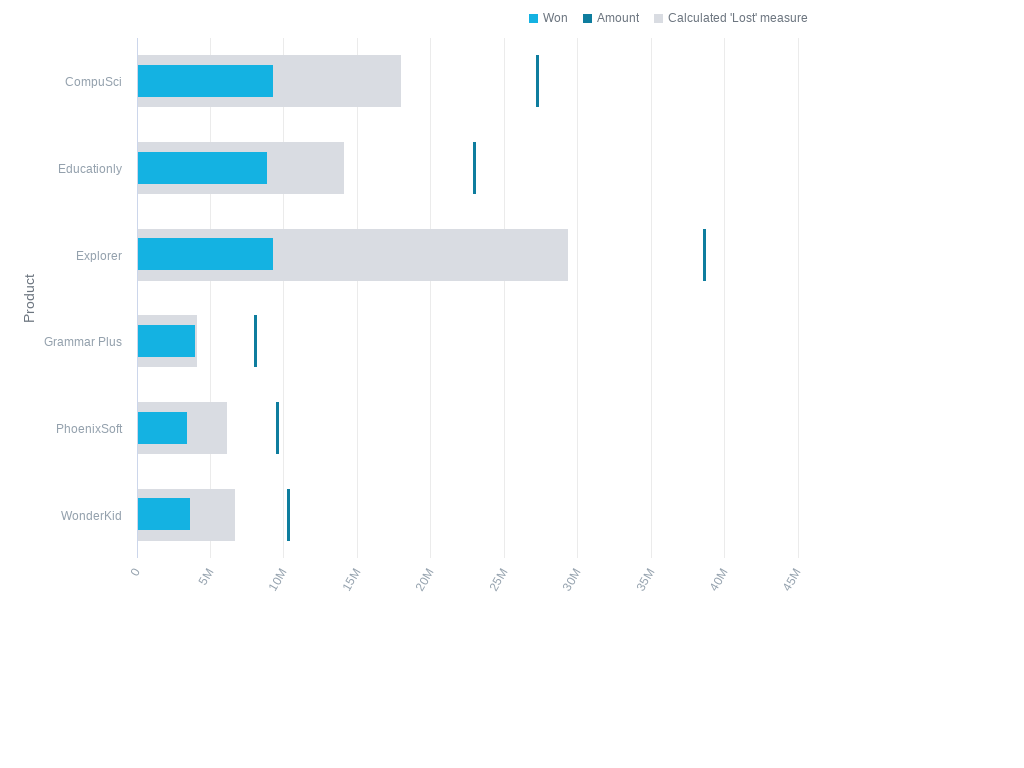 Won Amount Calculated 'Lost' measure
CompuSci
Educationly
Explorer
Product
Grammar Plus
PhoenixSoft
WonderKid
0 5M 10M 15M 20M 25M 30M 35M 40M 45M